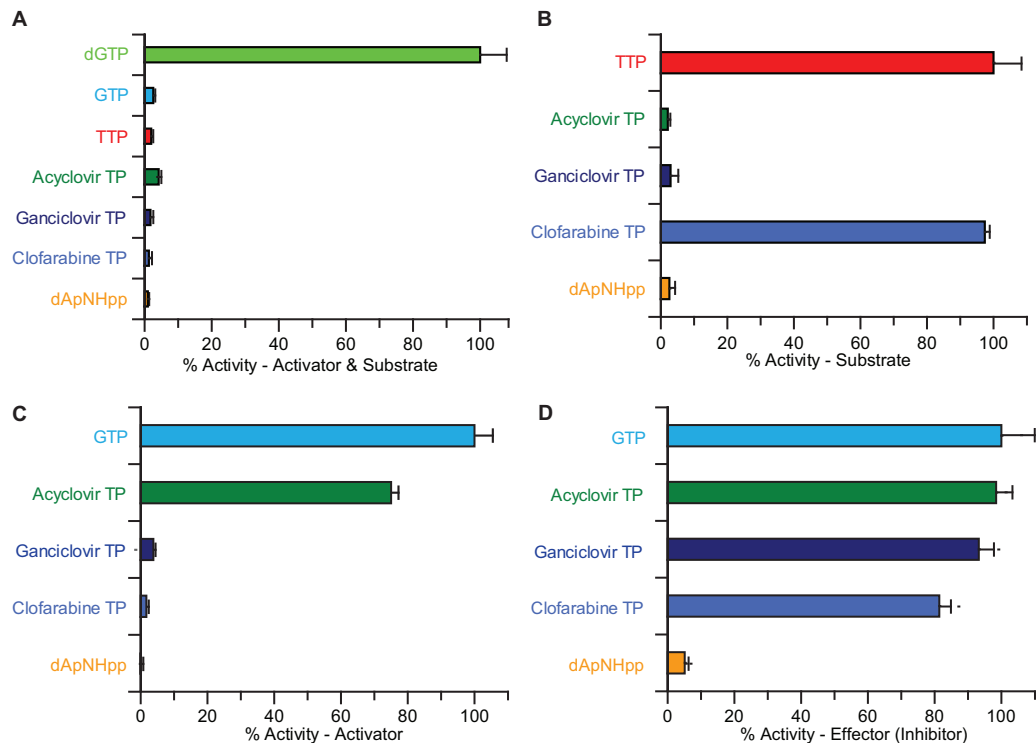 A
dGTP
GTP
TTP
Acyclovir TP
Ganciclovir TP
Clofarabine TP
dApNHpp
0 20 40 60 80 100
% Activity - Activator & Substrate
B
TTP
Acyclovir TP
Ganciclovir TP
Clofarabine TP
dApNHpp
0 20 40 60 80 100
% Activity - Substrate
C
GTP
Acyclovir TP
Ganciclovir TP
Clofarabine TP
dApNHpp
0 20 40 60 80 100
% Activity - Activator
D
GTP
Acyclovir TP
Ganciclovir TP
Clofarabine TP
dApNHpp
0 20 40 60 80 100
% Activity - Effector (Inhibitor)